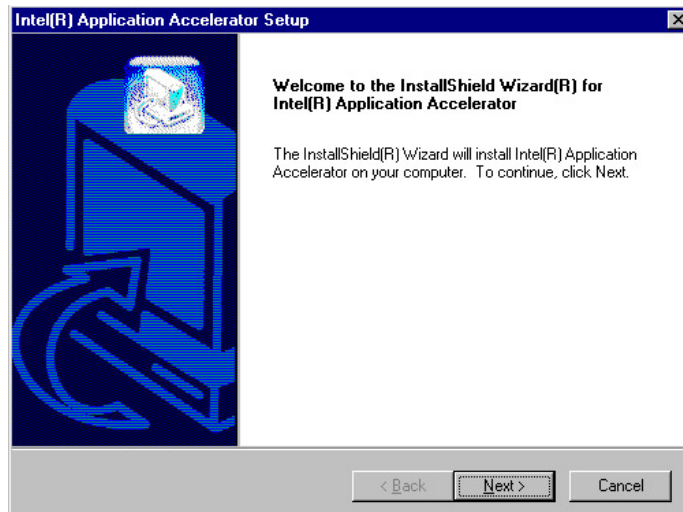 Intel(R) Application Accelerator Setup
Welcome to the InstallShield Wizard(R) for
Intel(R) Application Accelerator
The InstallShield(R) Wizard will install Intel(R) Application
Accelerator on your computer. To continue, click Next.
< Back
Next >
Cancel